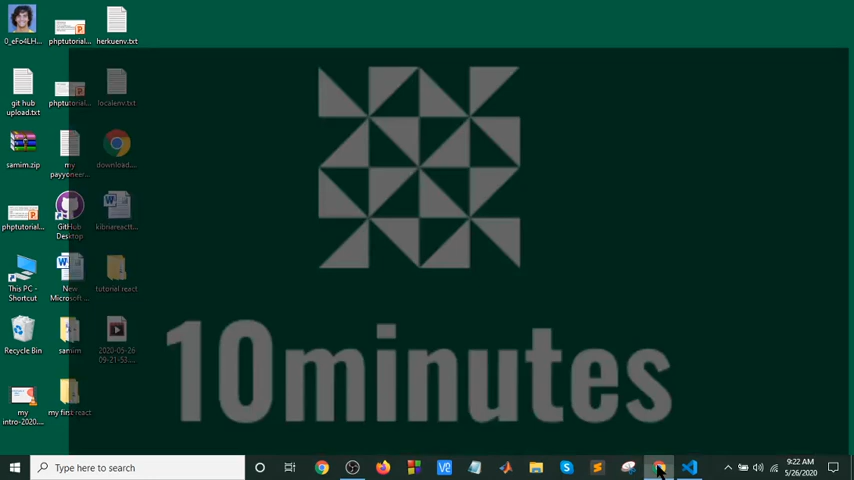 0_eFo4LH...
phptutorial...
herkuenv.txt
git hub
upload.txt
phptutorial...
localenv.txt
samim.zip
my
payyoneer...
download....
phptutorial...
GitHub
Desktop
kibnareactt...
This PC -
Shortcut
New
Microsoft ...
tutorial react
Recycle Bin
samim
2020-05-26
09-21-53....
my
intro-2020....
my first react
10minutes
Type here to search
9:22 AM
5/26/2020